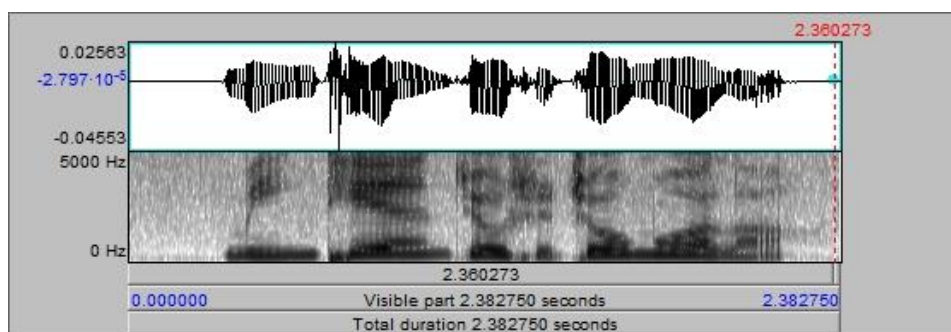 2.360273
0.02563
-2.797·10-5
-0.04553
5000 Hz
0 Hz
2.360273
0.000000 Visible part 2.382750 seconds 2.382750
Total duration 2.382750 seconds